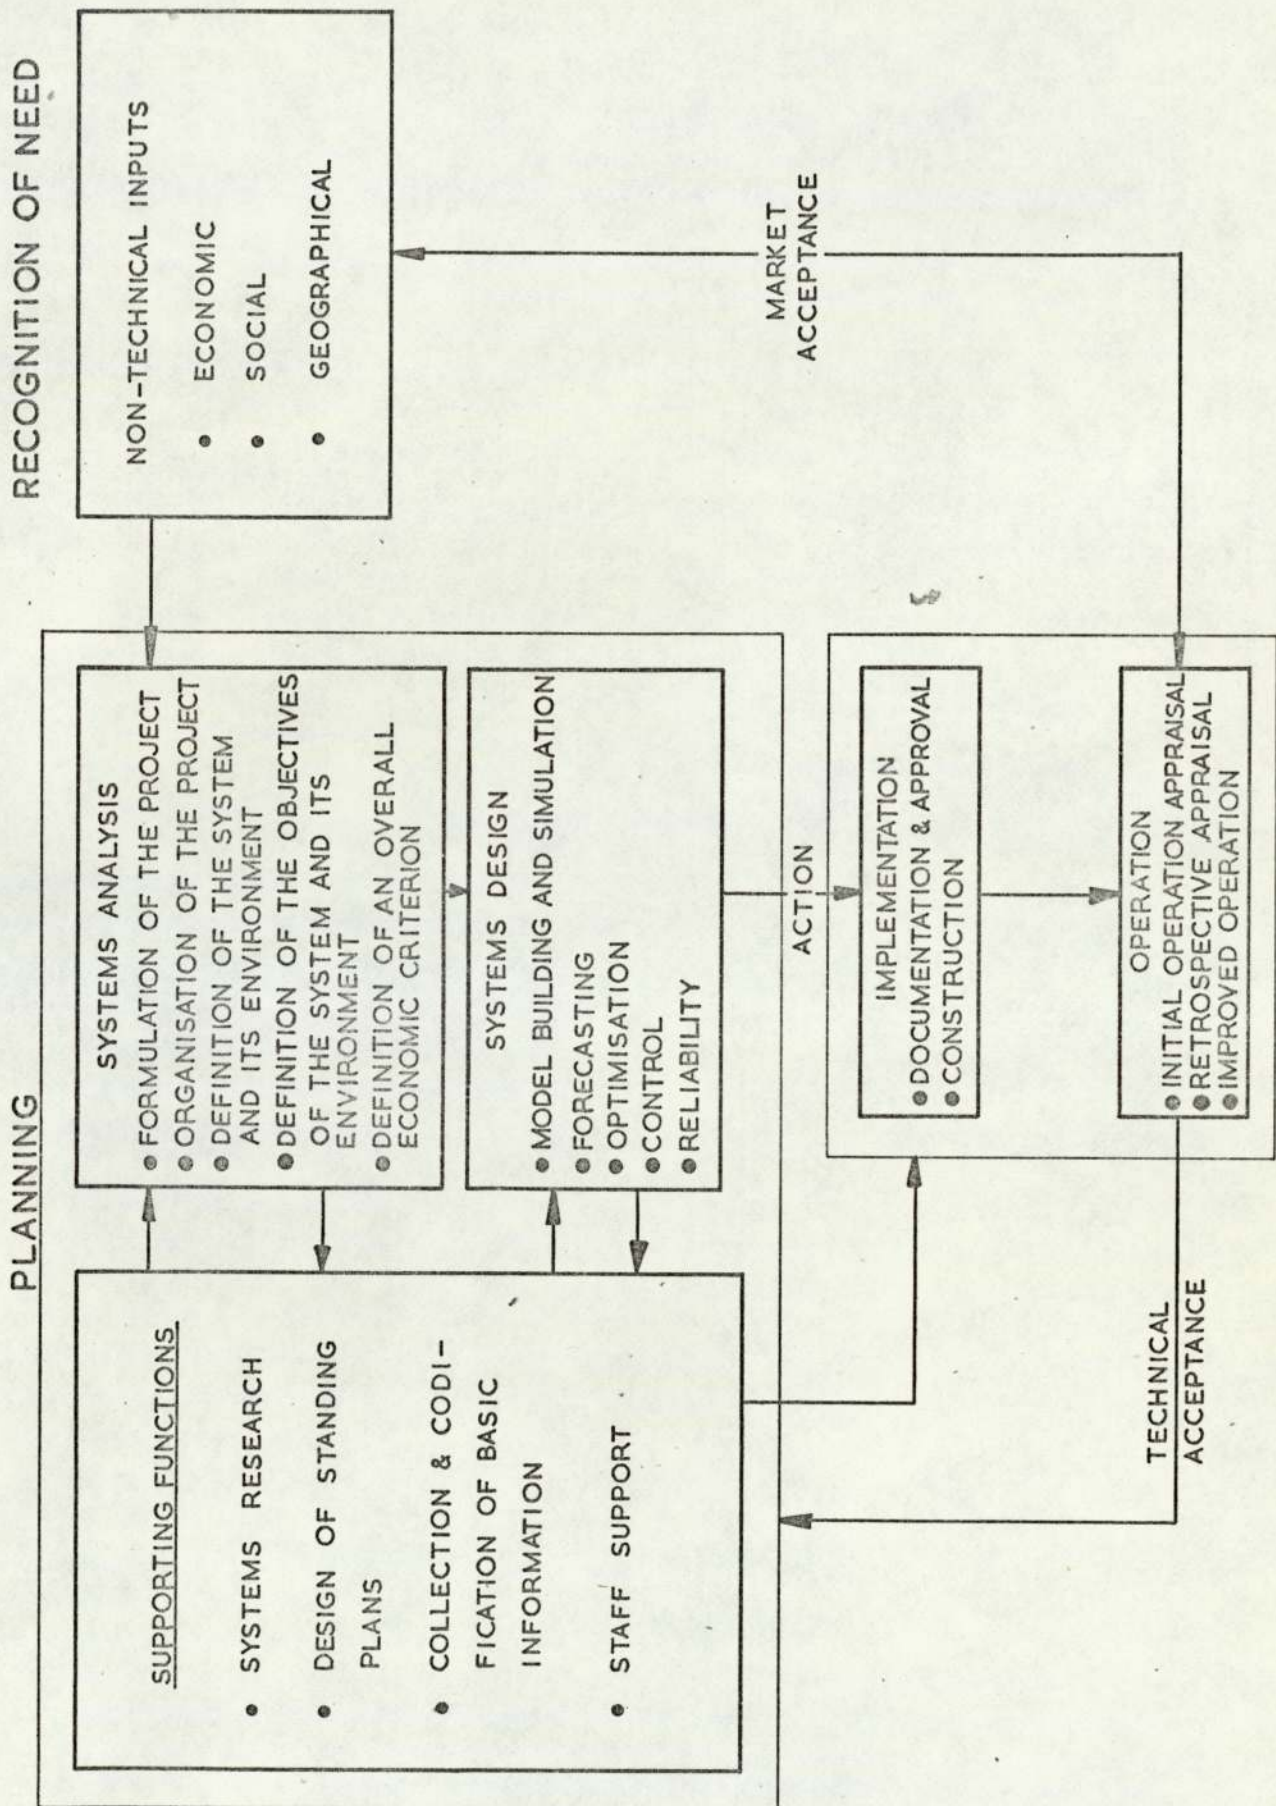 PLANNING
RECOGNITION OF NEED
SUPPORTING FUNCTIONS
● SYSTEMS RESEARCH
● DESIGN OF STANDING
PLANS
● COLLECTION & CODI-
FICATION OF BASIC
INFORMATION
● STAFF SUPPORT
SYSTEMS ANALYSIS
● FORMULATION OF THE PROJECT
● ORGANISATION OF THE PROJECT
● DEFINITION OF THE SYSTEM
AND ITS ENVIRONMENT
● DEFINITION OF THE OBJECTIVES
OF THE SYSTEM AND ITS
ENVIRONMENT
● DEFINITION OF AN OVERALL
ECONOMIC CRITERION
NON-TECHNICAL INPUTS
● ECONOMIC
● SOCIAL
● GEOGRAPHICAL
SYSTEMS DESIGN
● MODEL BUILDING AND SIMULATION
● FORECASTING
● OPTIMISATION
● CONTROL
● RELIABILITY
ACTION
MARKET
ACCEPTANCE
IMPLEMENTATION
● DOCUMENTATION & APPROVAL
● CONSTRUCTION
OPERATION
● INITIAL OPERATION APPRAISAL
● RETROSPECTIVE APPRAISAL
● IMPROVED OPERATION
TECHNICAL
ACCEPTANCE